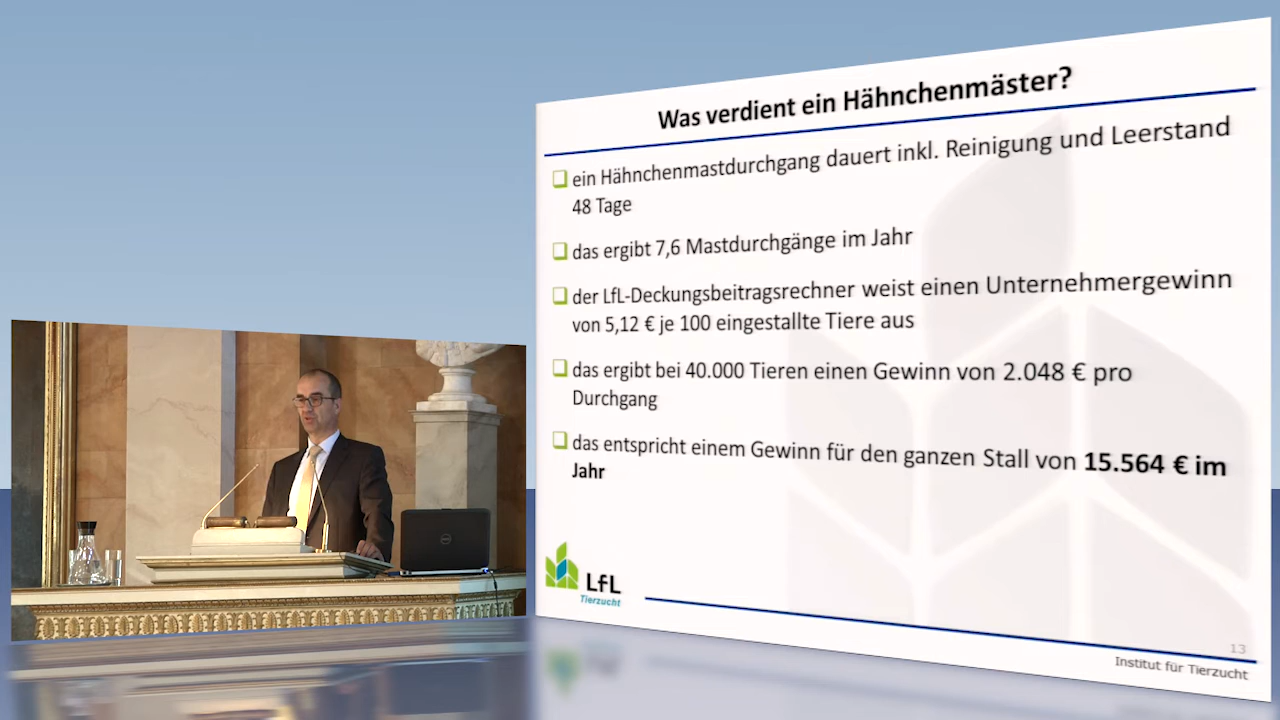 Was verdient ein Hähnchenmäster?
ein Hähnchenmastdurchgang dauert inkl. Reinigung und Leerstand
48 Tage
das ergibt 7,6 Mastdurchgänge im Jahr
der LfL-Deckungsbeitragsrechner weist einen Unternehmergewinn
von 5,12 € je 100 eingestallte Tiere aus
das ergibt bei 40.000 Tieren einen Gewinn von 2.048 € pro
Durchgang
das entspricht einem Gewinn für den ganzen Stall von 15.564 € im
Jahr
LfL
Tierzucht
13
Institut für Tierzucht